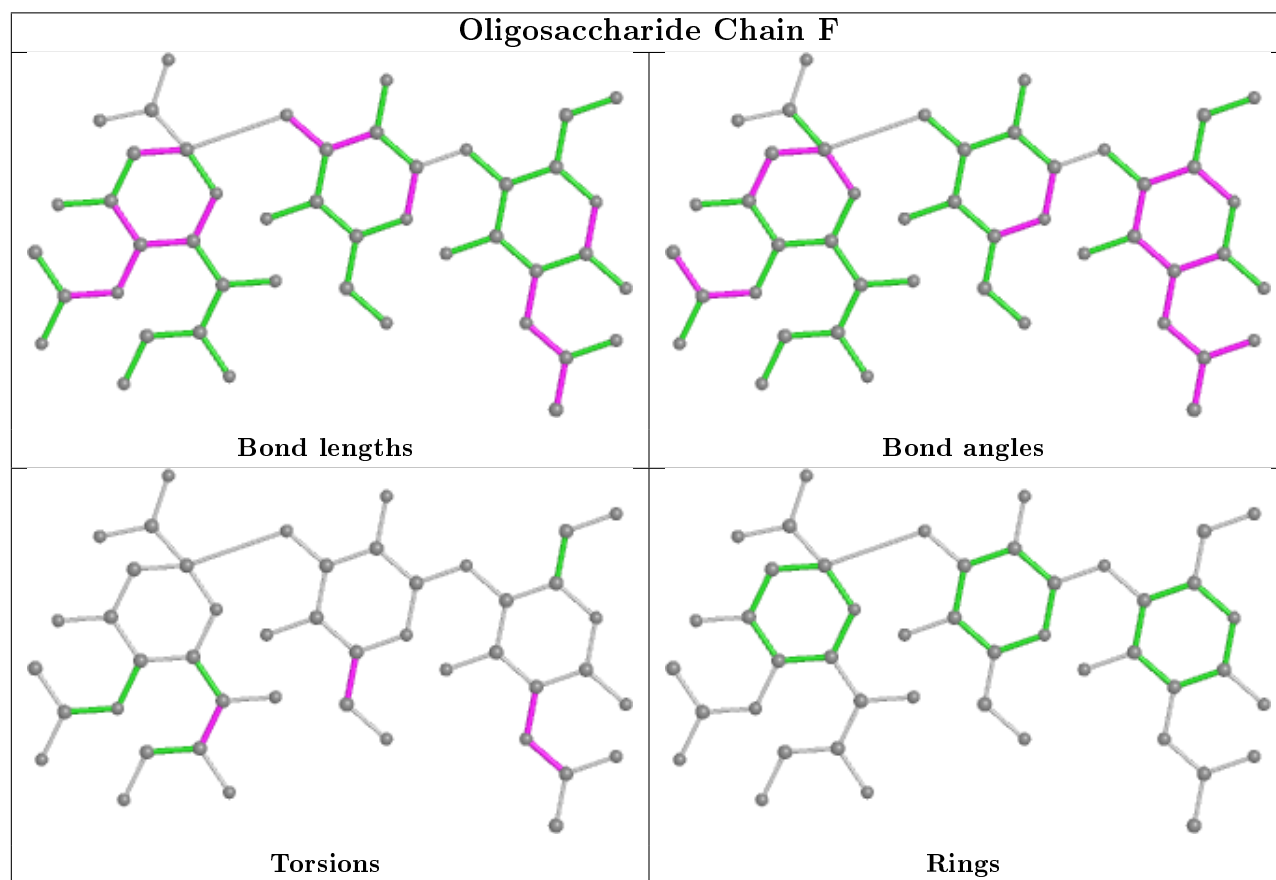 Oligosaccharide Chain F
Bond lengths
Bond angles
Torsions
Rings